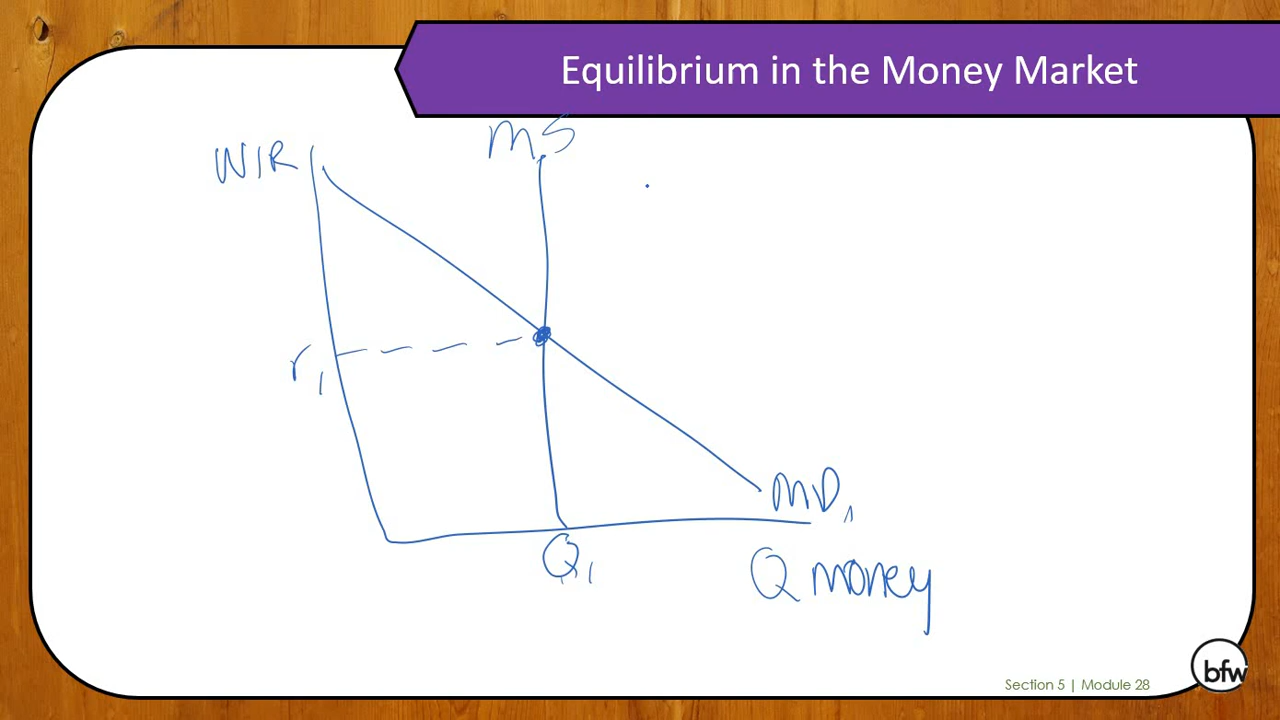 Equilibrium in the Money Market
MS
NIR
r1
MD1
Q1
Q money
Section 5 | Module 28
bfw